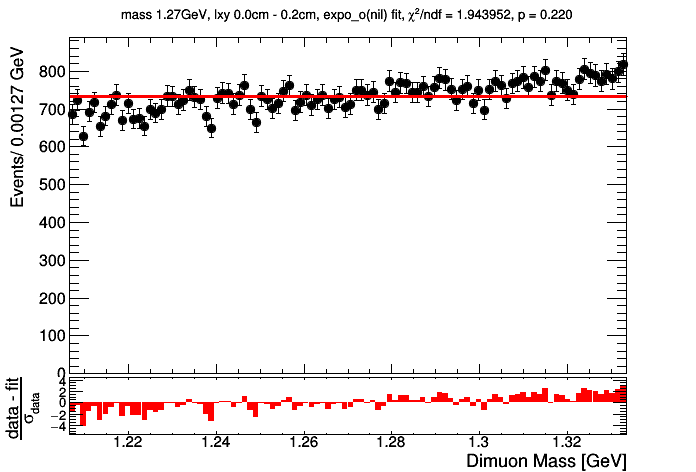 mass 1.27GeV, lxy 0.0cm - 0.2cm, expo_o(nil) fit, χ²/ndf = 1.943952, p = 0.220
Events/ 0.00127 GeV
800
700
600
500
400
300
200
100
0
data - fit
σdata
4
2
0
−2
−4
1.22 1.24 1.26 1.28 1.3 1.32
Dimuon Mass [GeV]